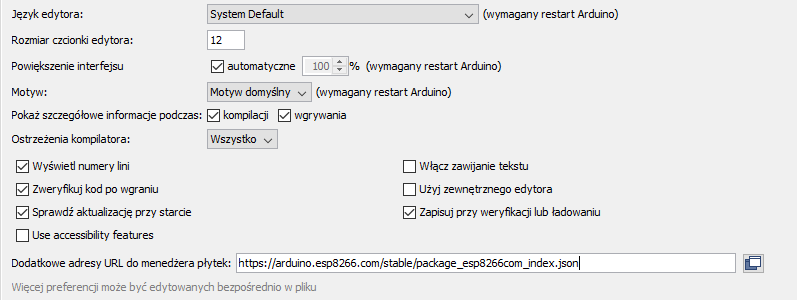 Język edytora: System Default (wymagany restart Arduino)
Rozmiar czcionki edytora: 12
Powiększenie interfejsu automatyczne 100 % (wymagany restart Arduino)
Motyw: Motyw domyślny (wymagany restart Arduino)
Pokaż szczegółowe informacje podczas: kompilacji wgrywania
Ostrzeżenia kompilatora: Wszystko
Wyświetl numery lini Włącz zawijanie tekstu
Zweryfikuj kod po wgraniu Użyj zewnętrznego edytora
Sprawdź aktualizację przy starcie Zapisuj przy weryfikacji lub ładowaniu
Use accessibility features
Dodatkowe adresy URL do menedżera płytek: https://arduino.esp8266.com/stable/package_esp8266com_index.json
Więcej preferencji może być edytowanych bezpośrednio w pliku